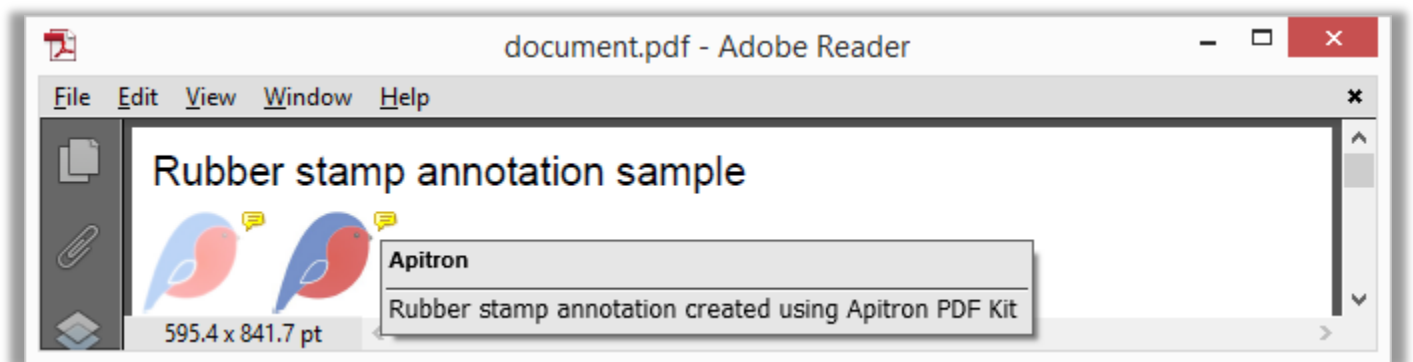 document.pdf - Adobe Reader
File Edit View Window Help
Rubber stamp annotation sample
Apitron
Rubber stamp annotation created using Apitron PDF Kit
595.4 x 841.7 pt